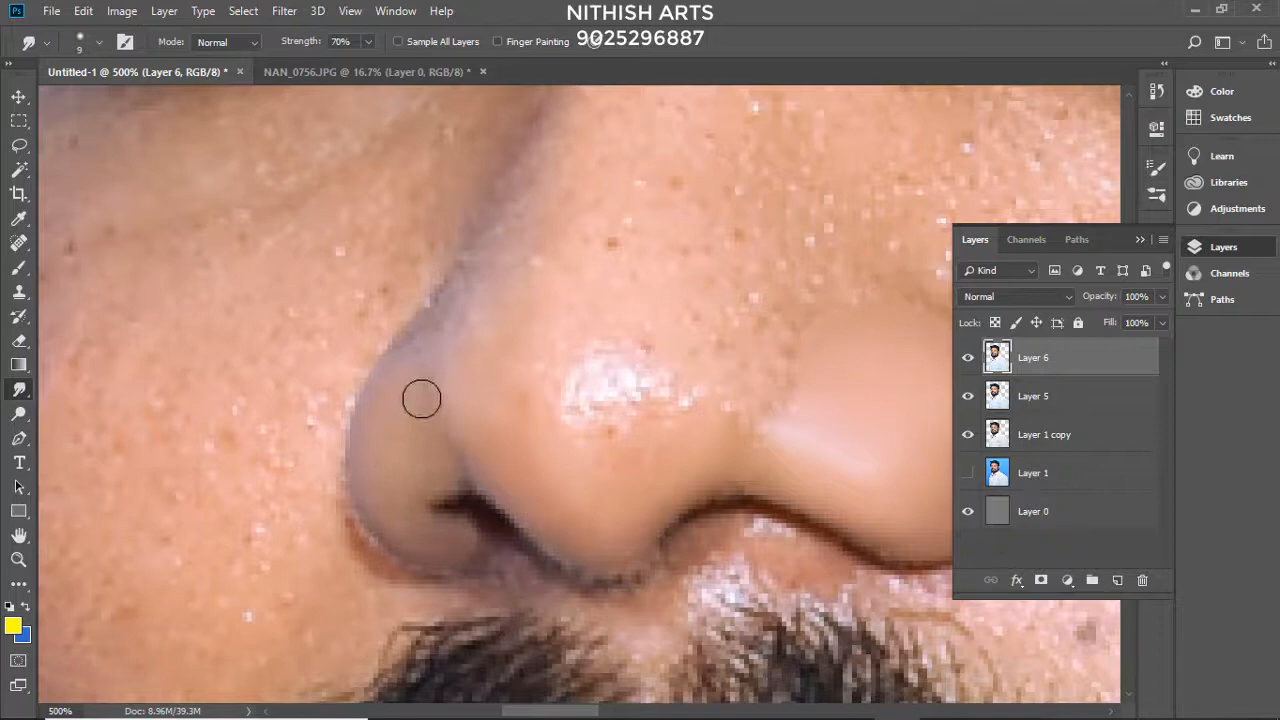 File Edit Image Layer Type Select Filter 3D View Window Help
NITHISH ARTS
9025296887
9 Mode: Normal Strength: 70% Sample All Layers Finger Painting
Untitled-1 @ 500% (Layer 6, RGB/8) * × NAN_0756.JPG @ 16.7% (Layer 0, RGB/8) * ×
Color
Swatches
Learn
Libraries
Adjustments
Layers
Channels
Paths
Layers Channels Paths
Kind
Normal Opacity: 100%
Lock: Fill: 100%
Layer 6
Layer 5
Layer 1 copy
Layer 1
Layer 0
500% Doc: 8.96M/39.3M